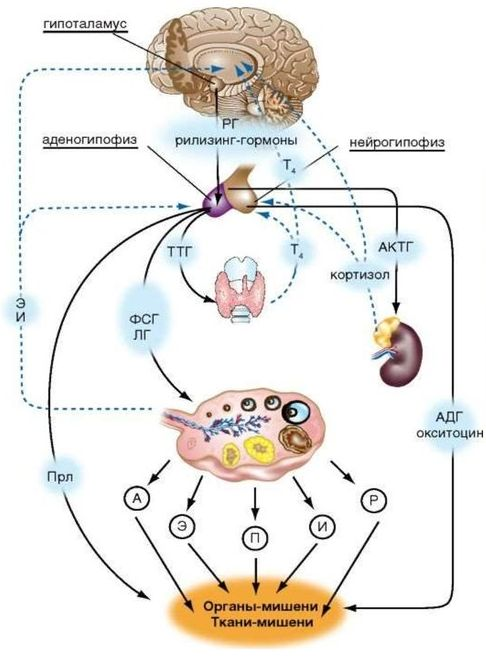 гипоталамус
РГ
рилизинг-гормоны
аденогипофиз
нейрогипофиз
Т4
ТТГ
Т4
АКТГ
кортизол
Э
И
ФСГ
ЛГ
АДГ
окситоцин
Прл
А
Э
П
И
Р
Органы-мишени
Ткани-мишени